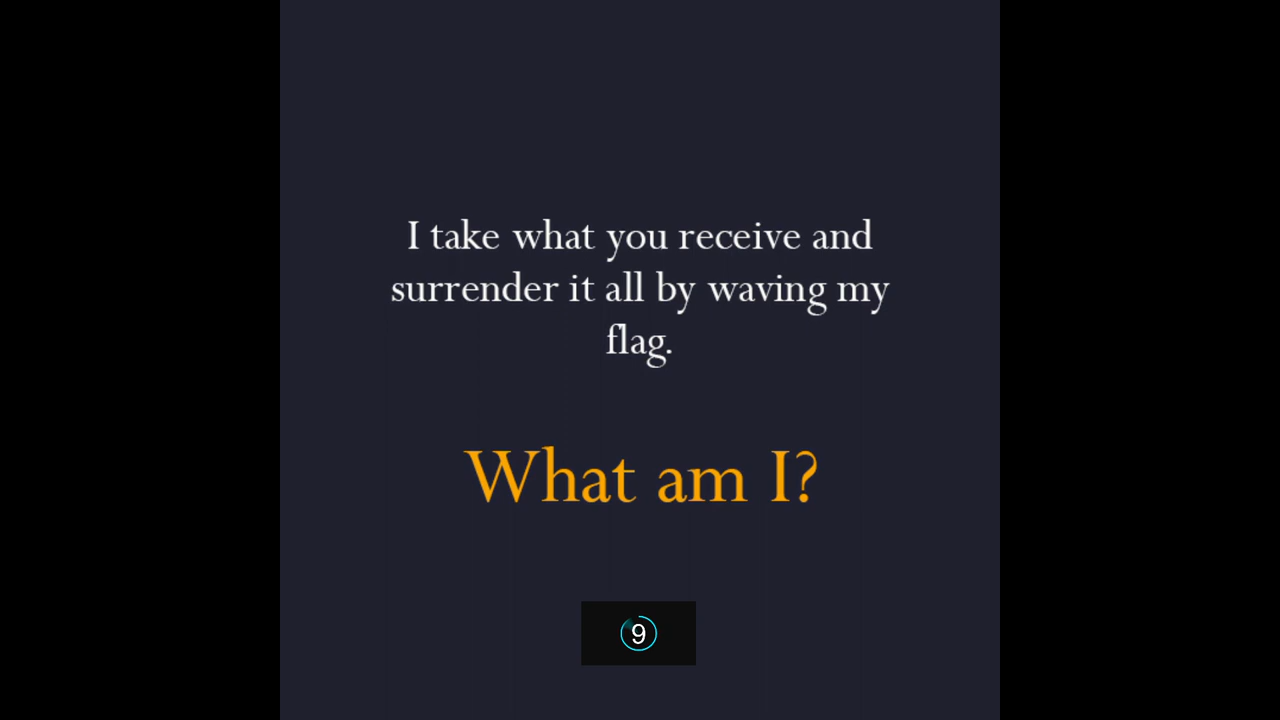 I take what you receive and
surrender it all by waving my
flag.
What am I?
9